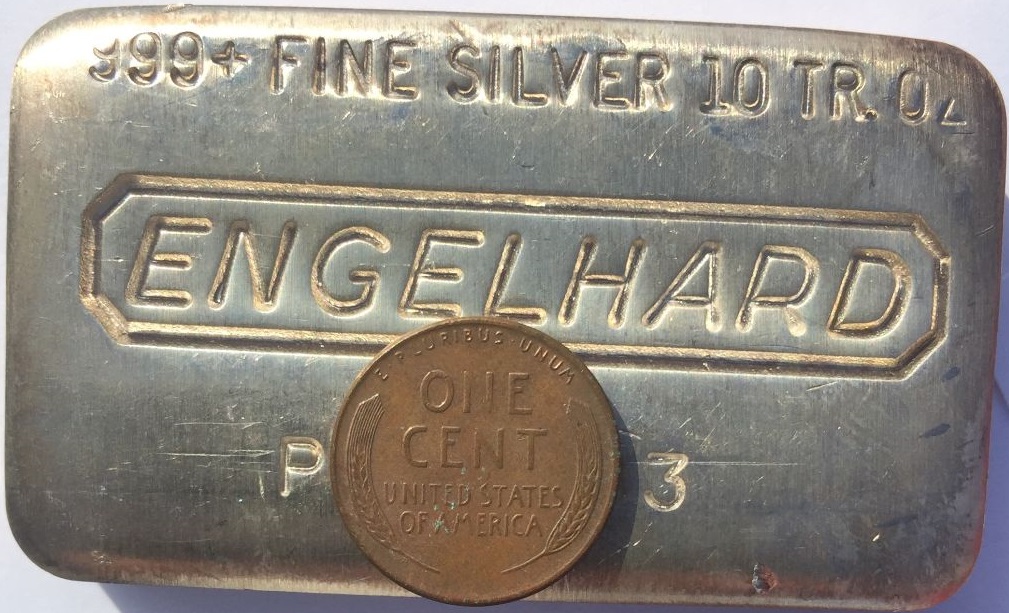 999+ FINE SILVER 10 TR. OZ
ENGELHARD
E PLURIBUS UNUM
ONE
CENT
UNITED STATES
OF AMERICA
P 3